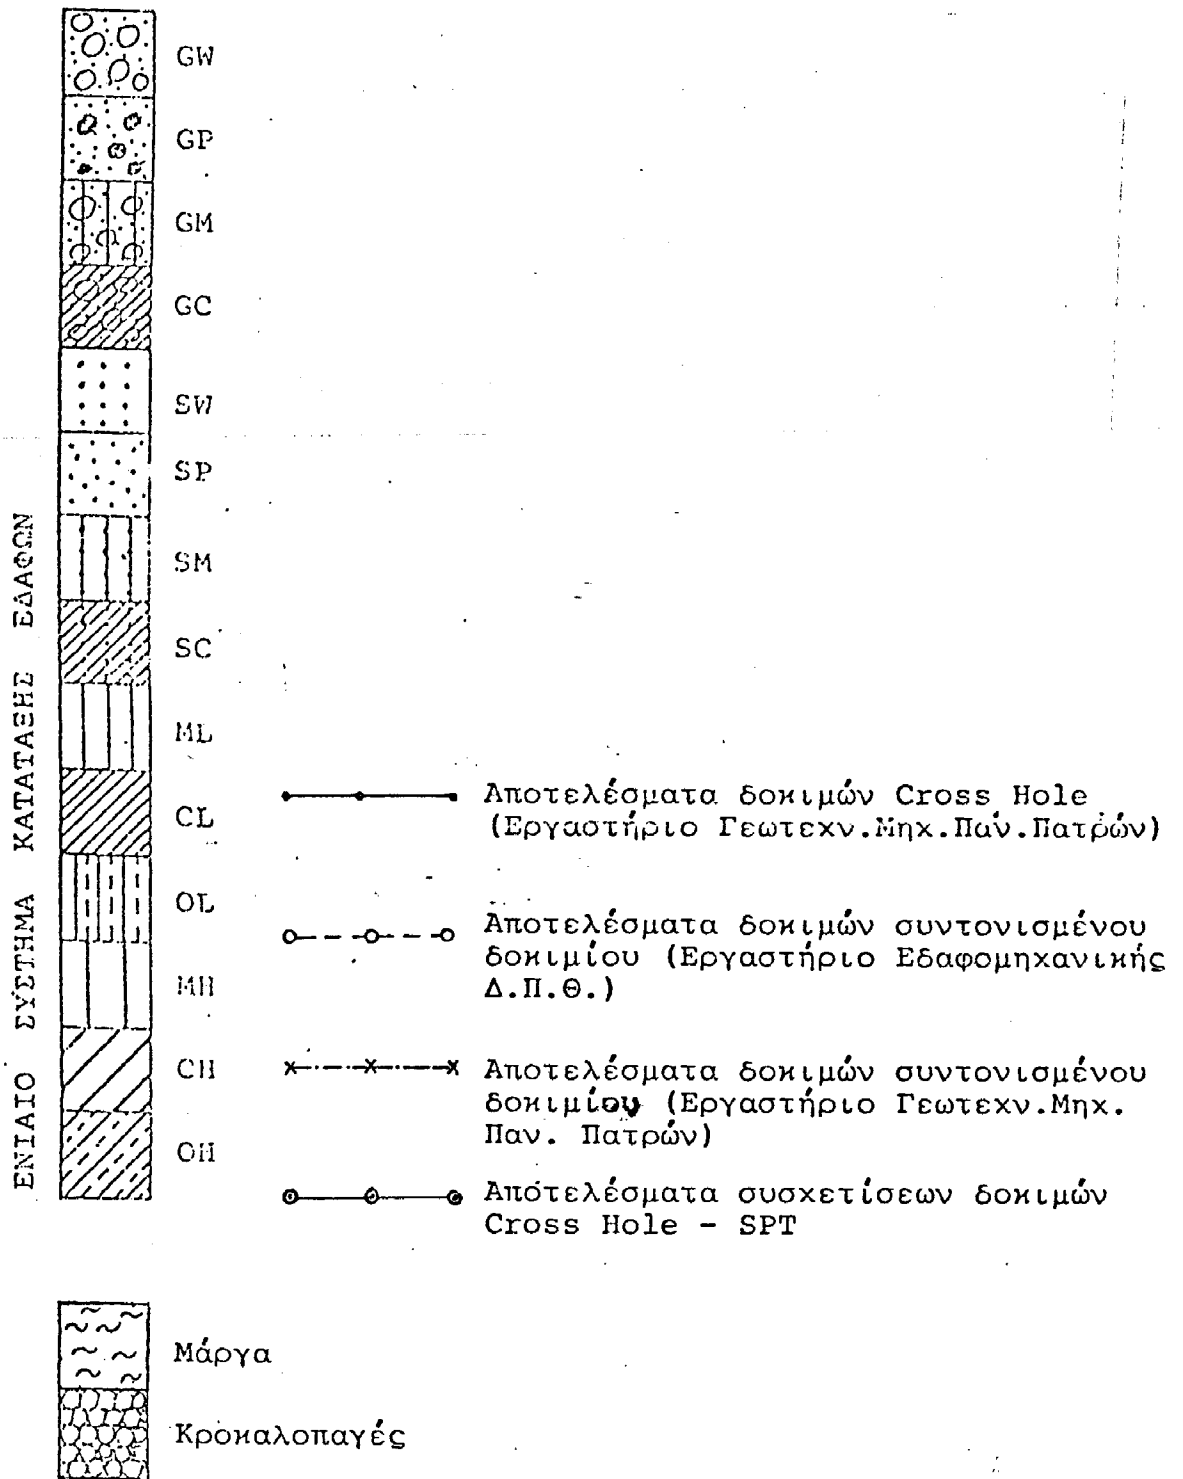 GW
GP
GM
GC
SW
SP
SM
SC
ML
CL
OL
MH
CH
OH
ΕΝΙΑΙΟ ΣΥΣΤΗΜΑ ΚΑΤΑΤΑΞΗΣ ΕΔΑΦΩΝ
Αποτελέσματα δοκιμών Cross Hole
(Εργαστήριο Γεωτεχν.Μηχ.Παν.Πατρών)
Αποτελέσματα δοκιμών συντονισμένου
δοκιμίου (Εργαστήριο Εδαφομηχανικής
Δ.Π.Θ.)
Αποτελέσματα δοκιμών συντονισμένου
δοκιμίου (Εργαστήριο Γεωτεχν.Μηχ.
Παν. Πατρών)
Αποτελέσματα συσχετίσεων δοκιμών
Cross Hole - SPT
Μάργα
Κροκαλοπαγές